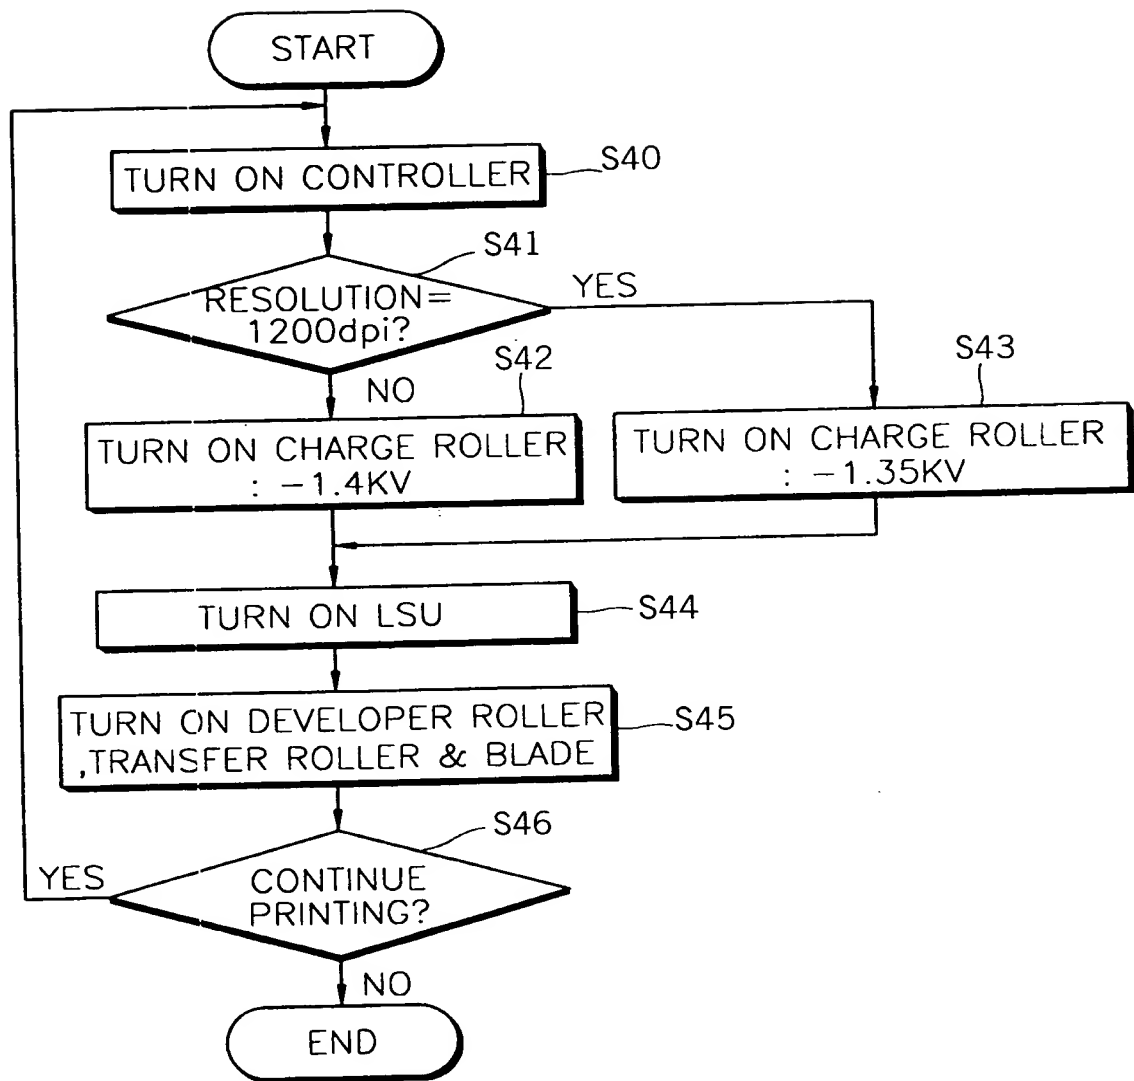 START
TURN ON CONTROLLER
S40
S41
RESOLUTION=
1200dpi?
YES
NO
S42
S43
TURN ON CHARGE ROLLER
: -1.4KV
TURN ON CHARGE ROLLER
: -1.35KV
TURN ON LSU
S44
TURN ON DEVELOPER ROLLER
,TRANSFER ROLLER & BLADE
S45
S46
YES
CONTINUE
PRINTING?
NO
END